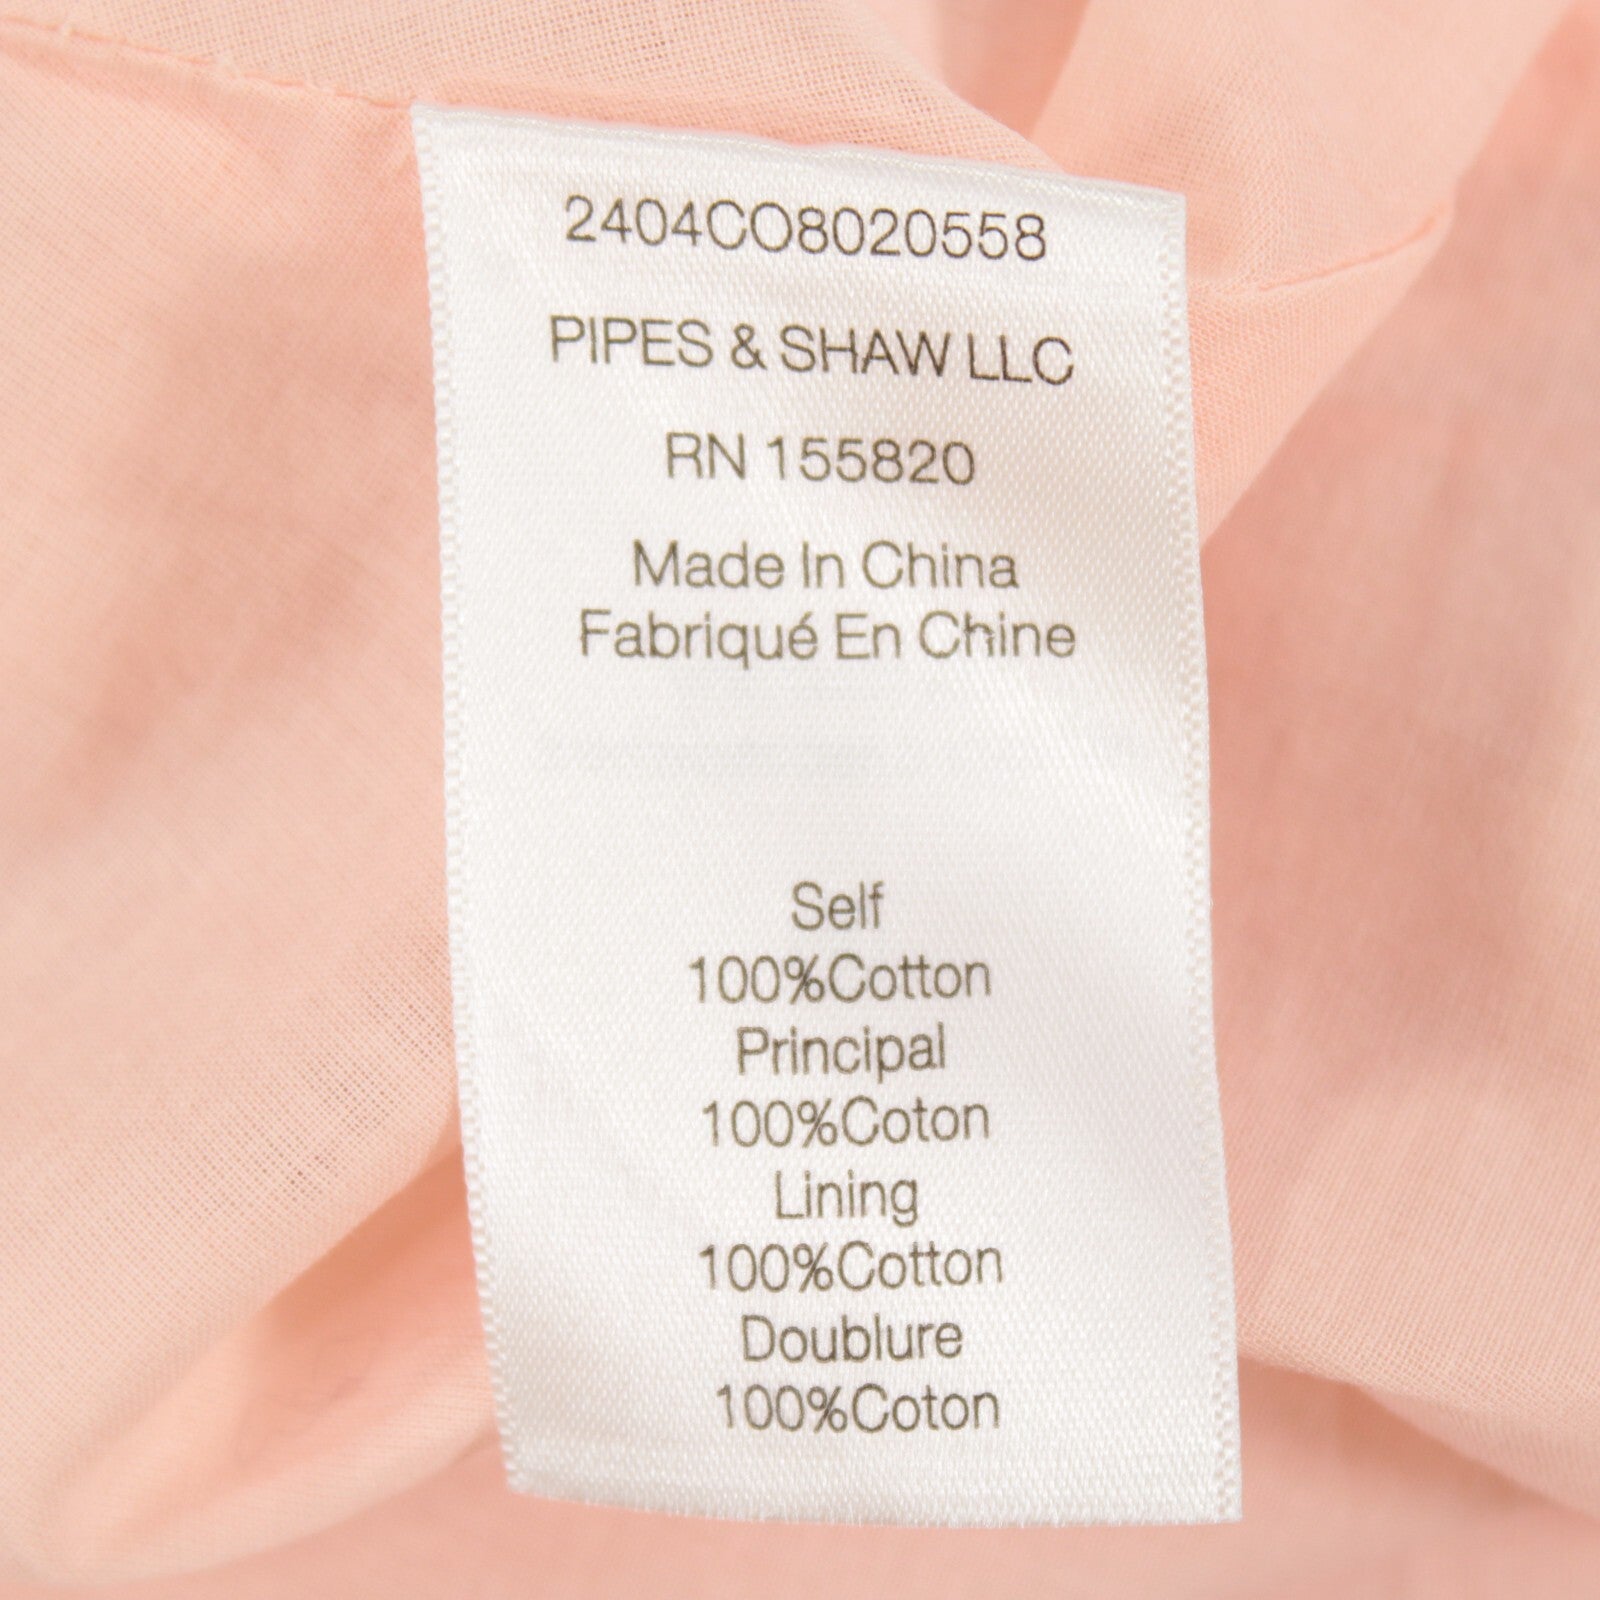 2404CO8020558
PIPES & SHAW LLC
RN 155820
Made In China
Fabriqué En Chine
Self
100%Cotton
Principal
100%Coton
Lining
100%Cotton
Doublure
100%Coton